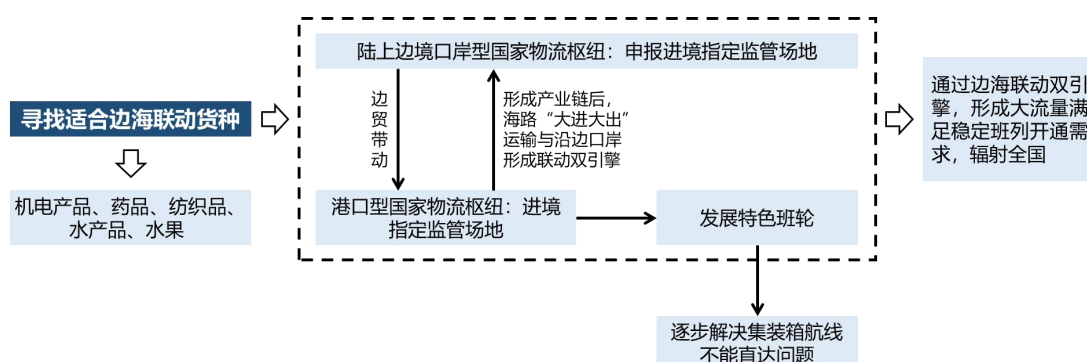 陆上边境口岸型国家物流枢纽：申报进境指定监管场地
寻找适合边海联动货种
机电产品、药品、纺织品、
水产品、水果
边
贸
带
动
形成产业链后，
海路“大进大出”
运输与沿边口岸
形成联动双引擎
港口型国家物流枢纽：进境
指定监管场地
发展特色班轮
逐步解决集装箱航线
不能直达问题
通过边海联动双引
擎，形成大流量满
足稳定班列开通需
求，辐射全国